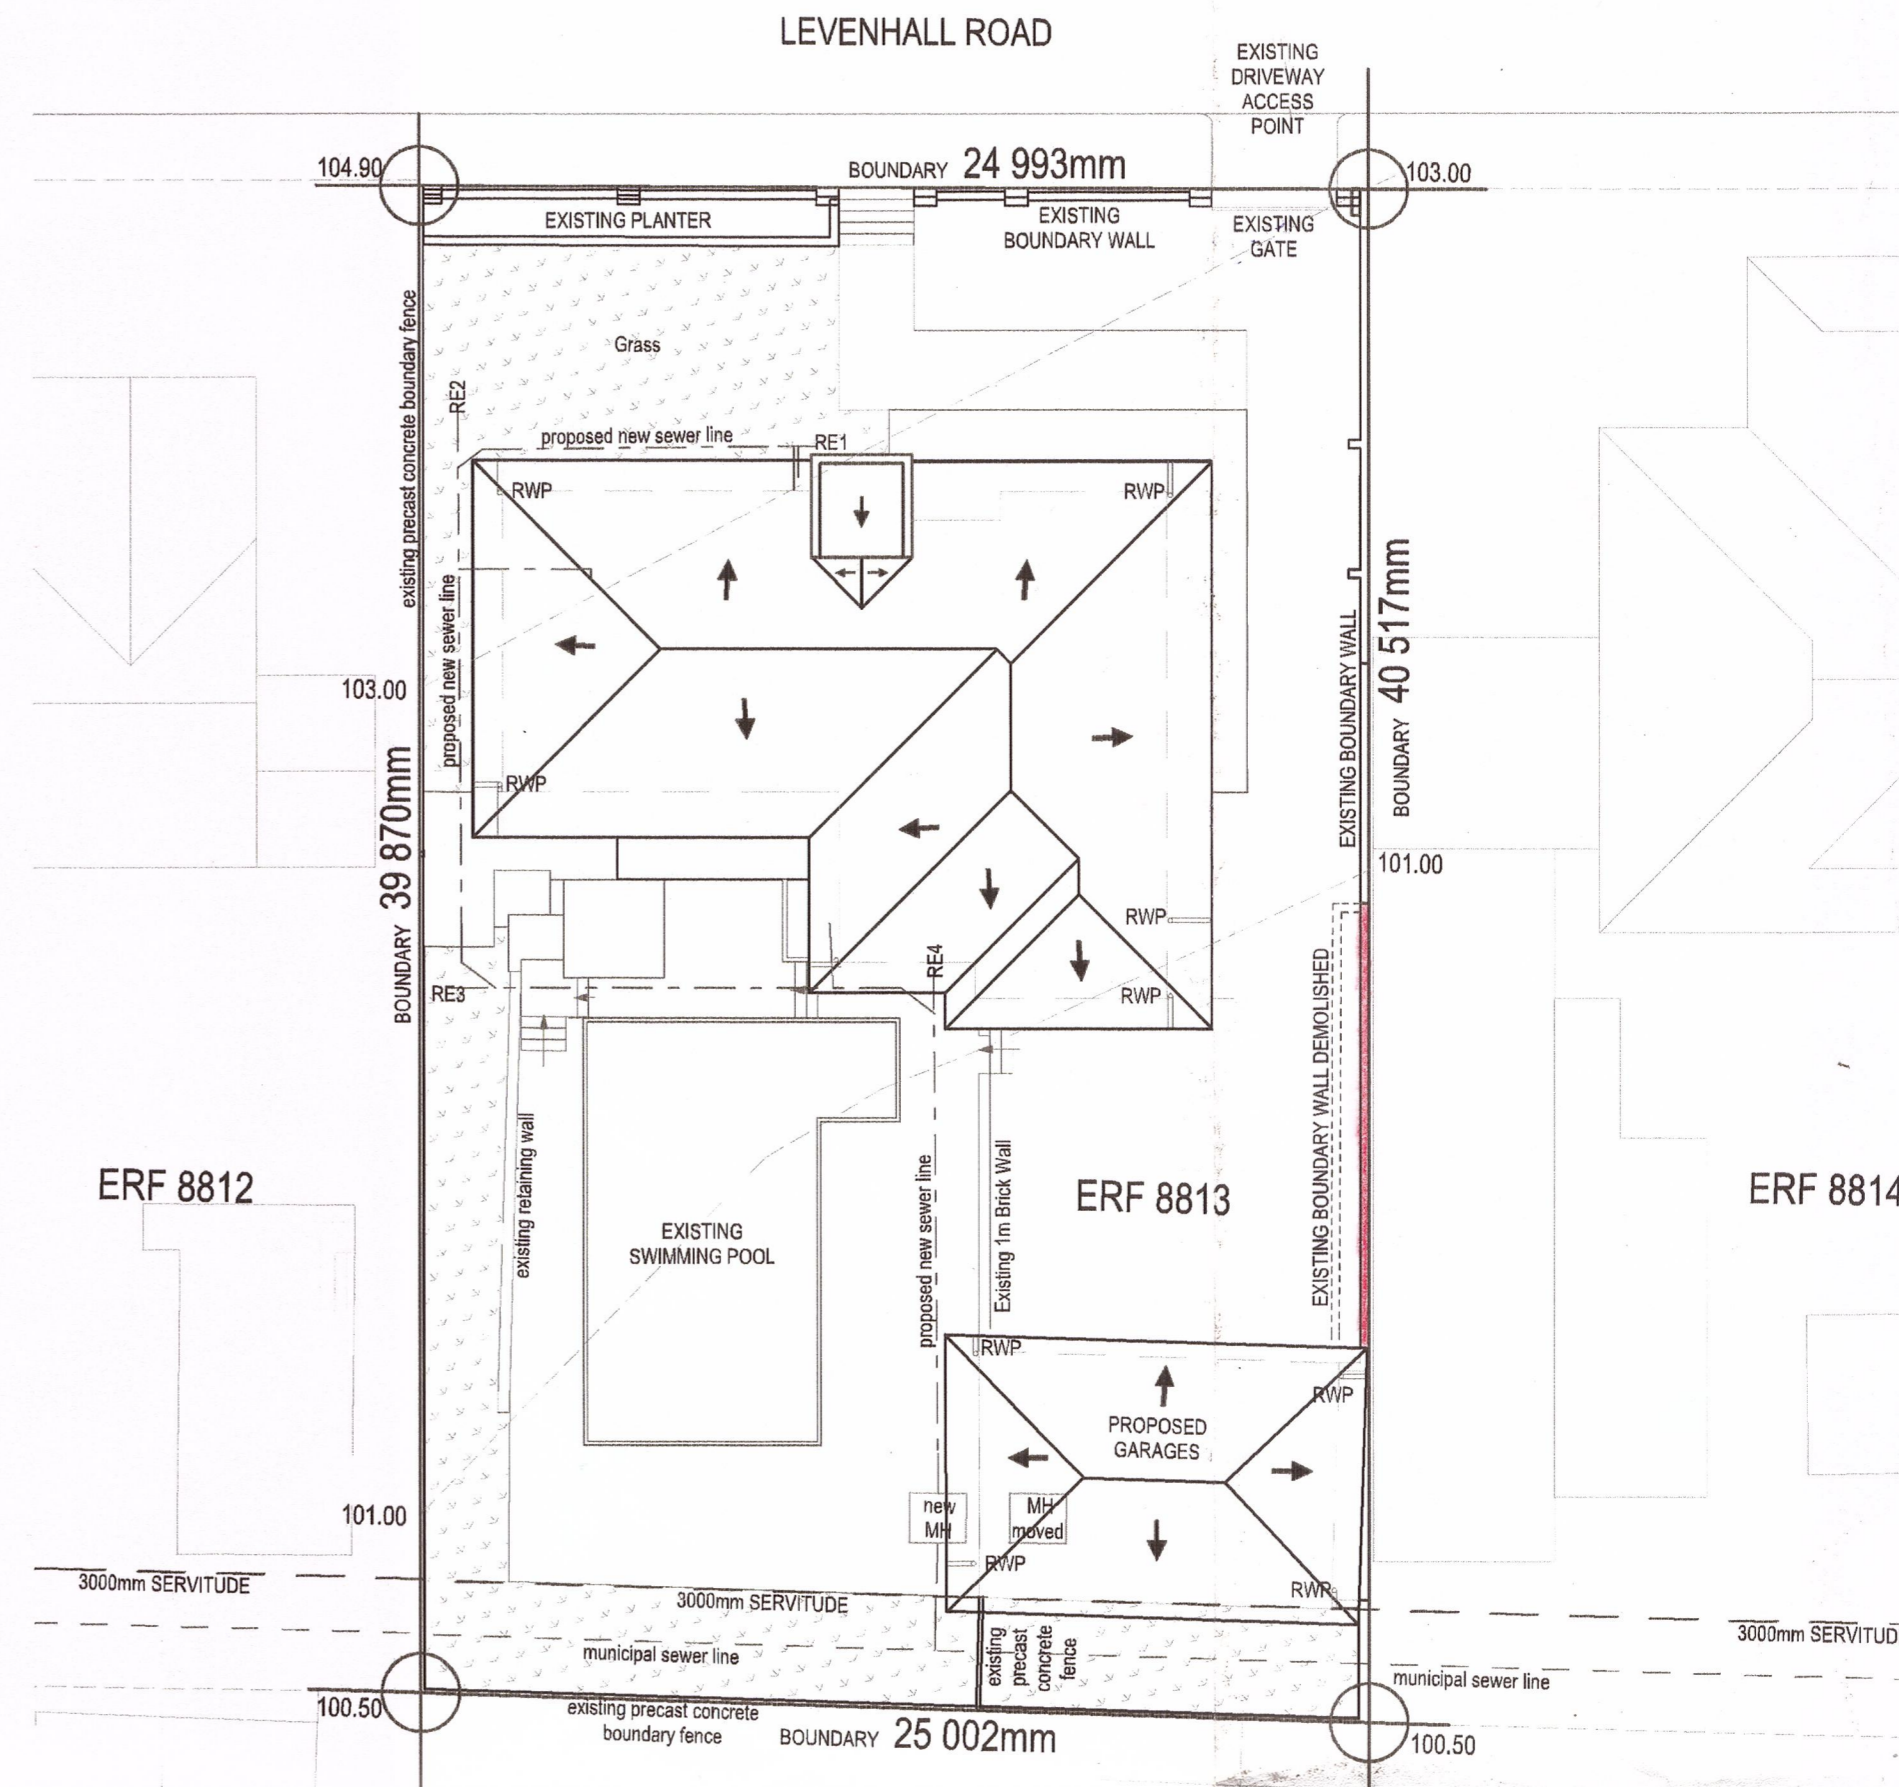 LEVENHALL ROAD
EXISTING
DRIVEWAY
ACCESS
POINT
104.90
BOUNDARY 24 993mm
103.00
EXISTING PLANTER
EXISTING
BOUNDARY WALL
EXISTING
GATE
existing precast concrete boundary fence
Grass
RE2
proposed new sewer line
RE1
RWP
RWP
proposed new sewer line
103.00
RWP
BOUNDARY 39 870mm
EXISTING BOUNDARY WALL
BOUNDARY 40 517mm
101.00
RWP
RE4
RE3
RWP
EXISTING BOUNDARY WALL DEMOLISHED
existing retaining wall
ERF 8812
EXISTING
SWIMMING POOL
proposed new sewer line
Existing 1m Brick Wall
ERF 8813
ERF 8814
RWP
RWP
PROPOSED
GARAGES
101.00
new
MH
MH
moved
RWP
RWP
3000mm SERVITUDE
3000mm SERVITUDE
3000mm SERVITUD
municipal sewer line
existing
precast
concrete
fence
municipal sewer line
100.50
existing precast concrete
boundary fence
BOUNDARY 25 002mm
100.50